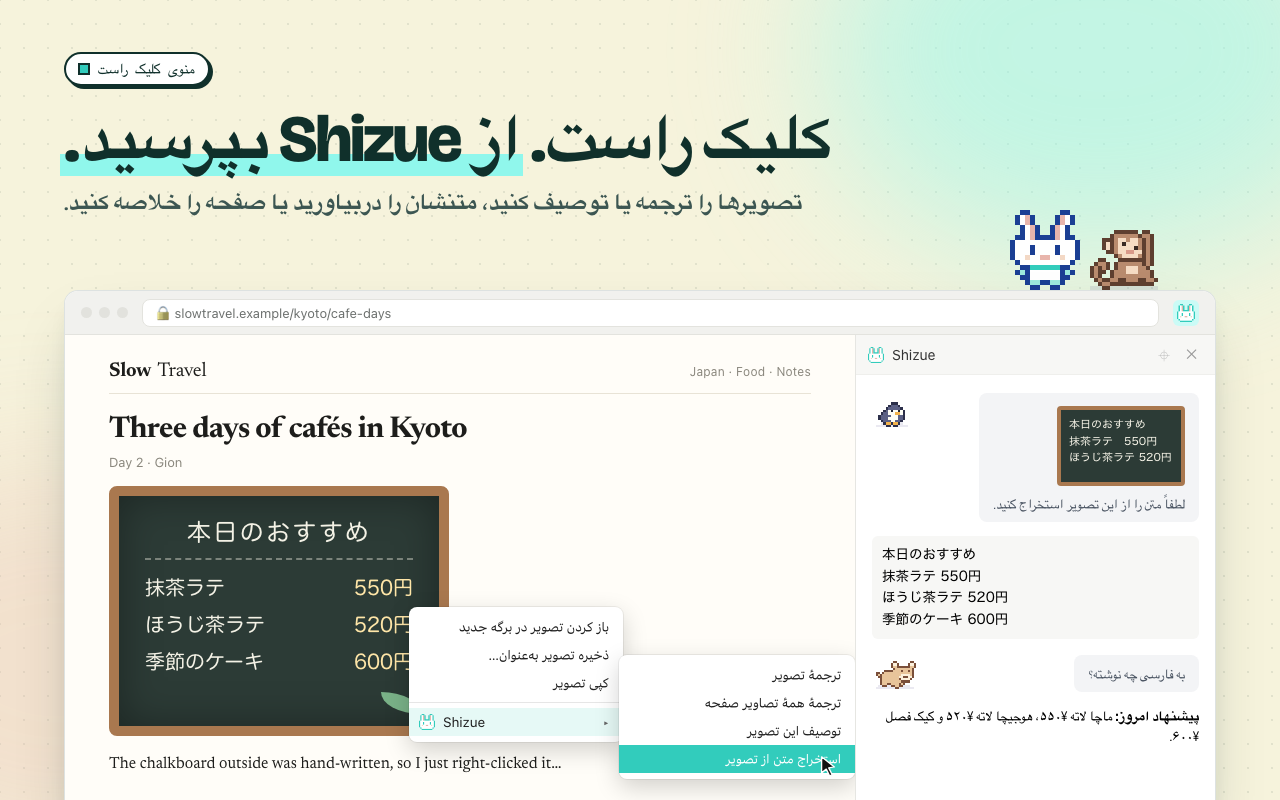 منوی کلیک راست
کلیک راست. از Shizue بپرسید.
تصویرها را ترجمه یا توصیف کنید، متنشان را دربیاورید یا صفحه را خلاصه کنید.
slowtravel.example/kyoto/cafe-days
Slow Travel
Japan · Food · Notes
Three days of cafés in Kyoto
Day 2 · Gion
本日のおすすめ
抹茶ラテ 550円
ほうじ茶ラテ 520円
季節のケーキ 600円
The chalkboard outside was hand-written, so I just right-clicked it...
باز کردن تصویر در برگه جدید
ذخیره تصویر به‌عنوان...
کپی تصویر
Shizue
ترجمهٔ تصویر
ترجمهٔ همهٔ تصاویر صفحه
توصیف این تصویر
استخراج متن از تصویر
Shizue
本日のおすすめ
抹茶ラテ 550円
ほうじ茶ラテ 520円
لطفاً متن را از این تصویر استخراج کنید.
本日のおすすめ
抹茶ラテ 550円
ほうじ茶ラテ 520円
季節のケーキ 600円
به فارسی چه نوشته؟
پیشنهاد امروز: ماچا لاته ¥۵۵۰، هوجیچا لاته ¥۵۲۰ و کیک فصل
¥۶۰۰.